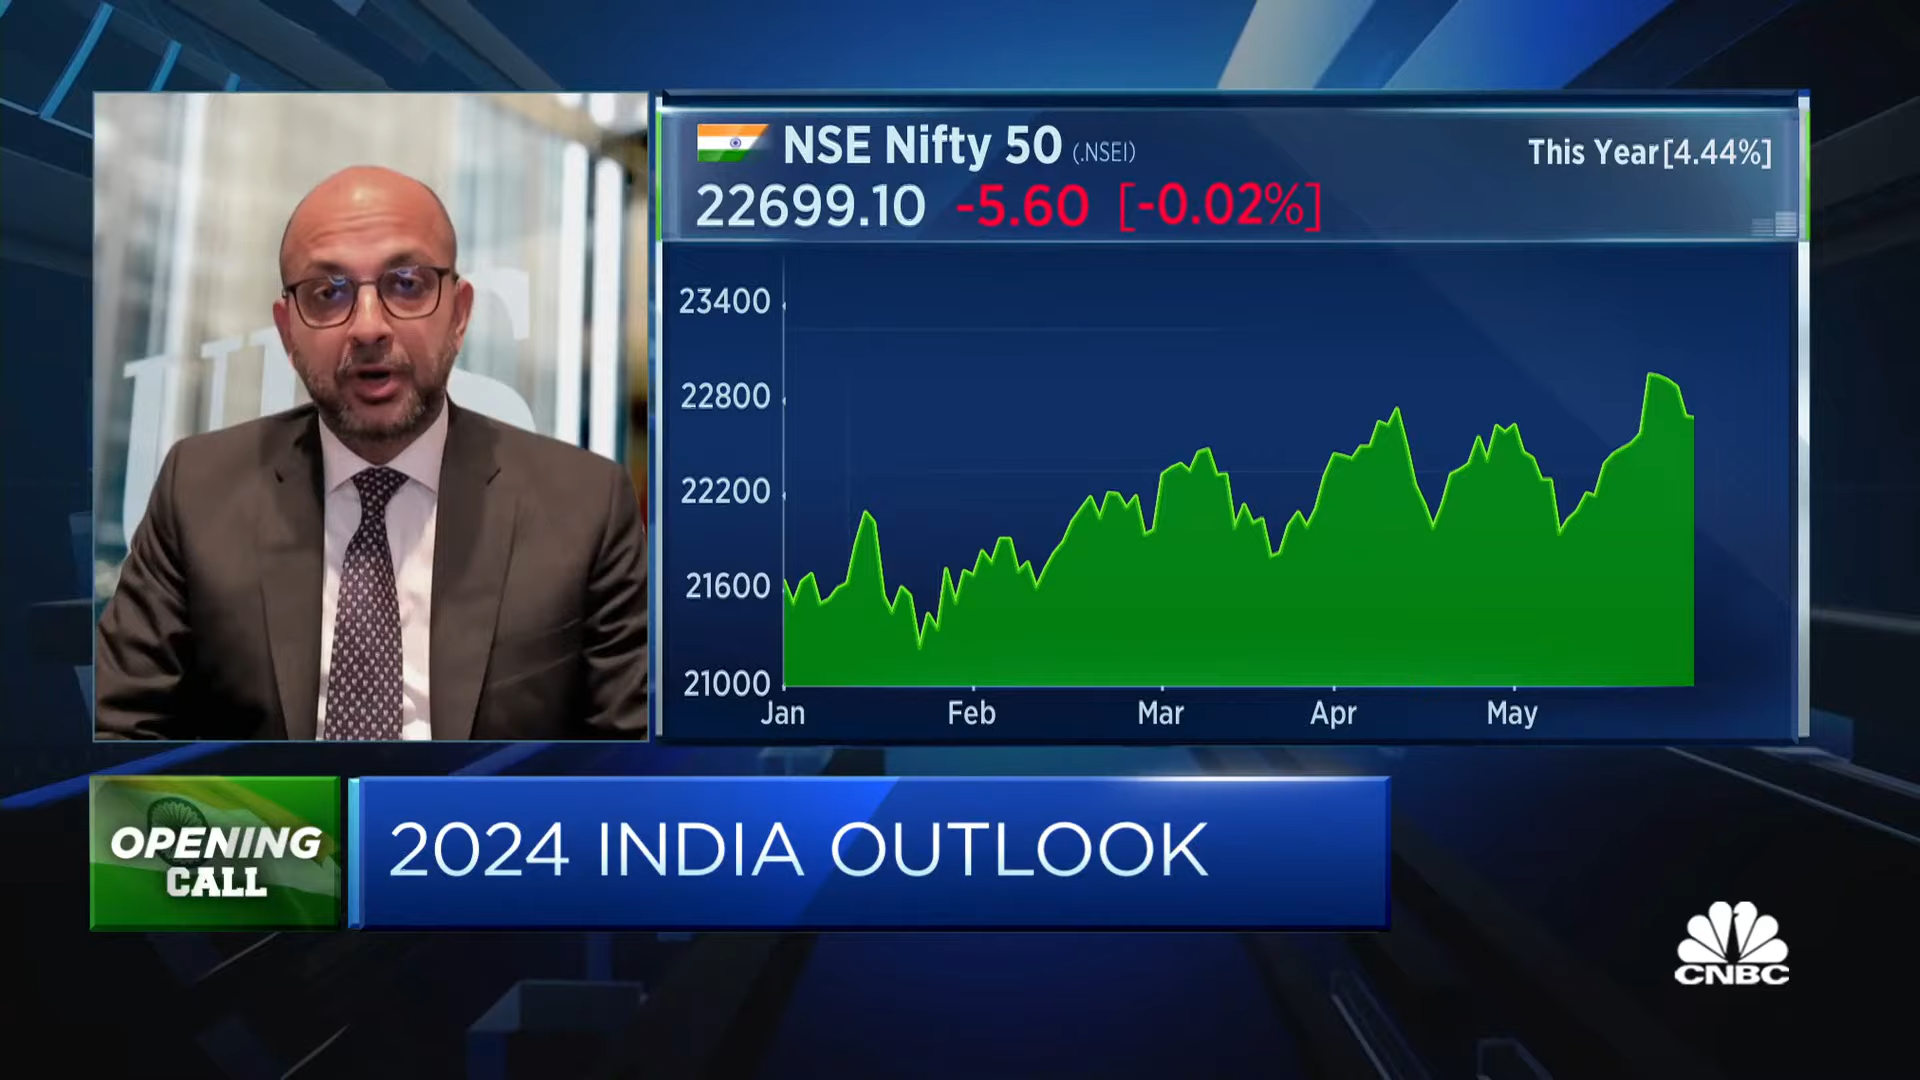 NSE Nifty 50 (.NSEI)
This Year[4.44%]
22699.10 -5.60 [-0.02%]
23400
22800
22200
21600
21000
Jan Feb Mar Apr May
OPENING
CALL
2024 INDIA OUTLOOK
CNBC